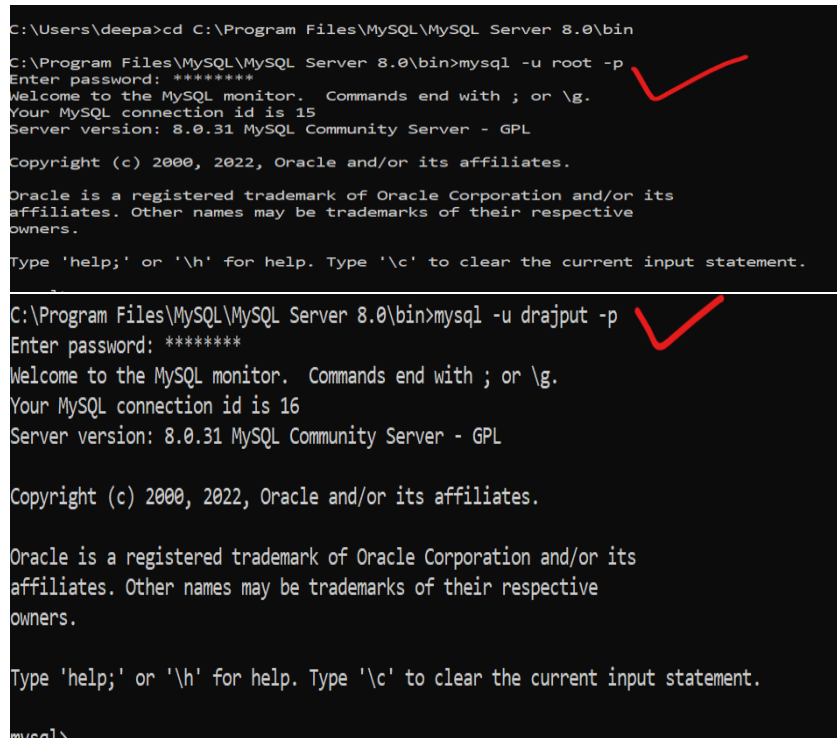 C:\Users\deepa>cd C:\Program Files\MySQL\MySQL Server 8.0\bin
C:\Program Files\MySQL\MySQL Server 8.0\bin>mysql -u root -p
Enter password: ********
Welcome to the MySQL monitor.  Commands end with ; or \g.
Your MySQL connection id is 15
Server version: 8.0.31 MySQL Community Server - GPL
Copyright (c) 2000, 2022, Oracle and/or its affiliates.
Oracle is a registered trademark of Oracle Corporation and/or its
affiliates. Other names may be trademarks of their respective
owners.
Type 'help;' or '\h' for help. Type '\c' to clear the current input statement.
C:\Program Files\MySQL\MySQL Server 8.0\bin>mysql -u drajput -p
Enter password: ********
Welcome to the MySQL monitor.  Commands end with ; or \g.
Your MySQL connection id is 16
Server version: 8.0.31 MySQL Community Server - GPL
Copyright (c) 2000, 2022, Oracle and/or its affiliates.
Oracle is a registered trademark of Oracle Corporation and/or its
affiliates. Other names may be trademarks of their respective
owners.
Type 'help;' or '\h' for help. Type '\c' to clear the current input statement.
mysql>